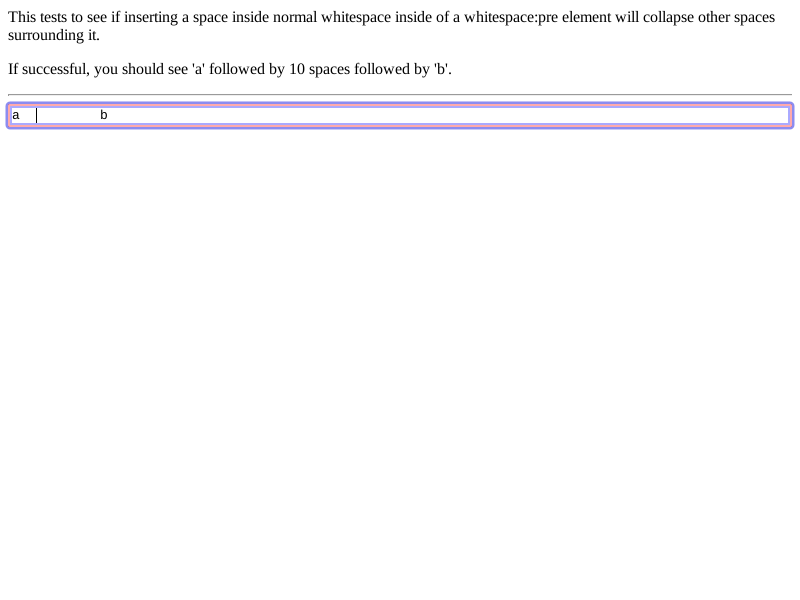 This tests to see if inserting a space inside normal whitespace inside of a whitespace:pre element will collapse other spaces
surrounding it.
If successful, you should see 'a' followed by 10 spaces followed by 'b'.
a          b